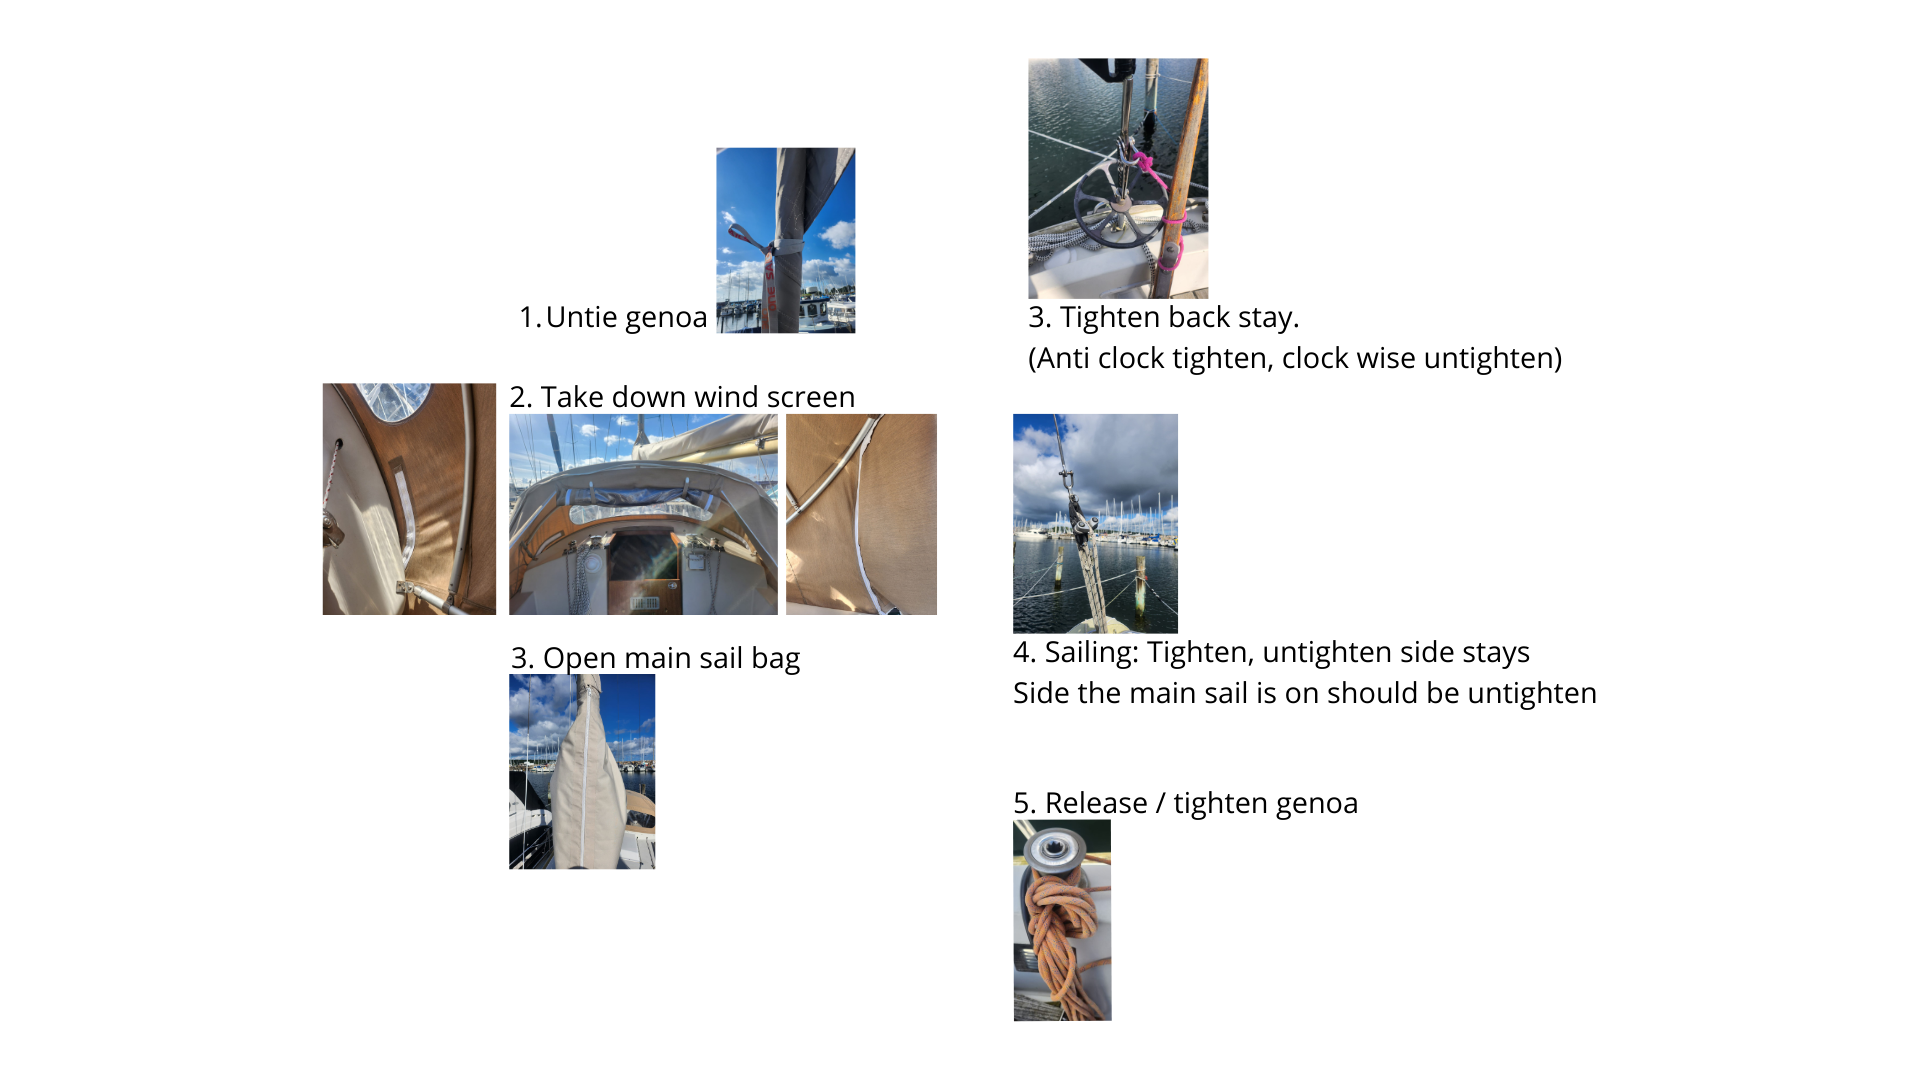 1. Untie genoa
2. Take down wind screen
3. Open main sail bag
3. Tighten back stay.
(Anti clock tighten, clock wise untighten)
4. Sailing: Tighten, untighten side stays
Side the main sail is on should be untighten
5. Release / tighten genoa